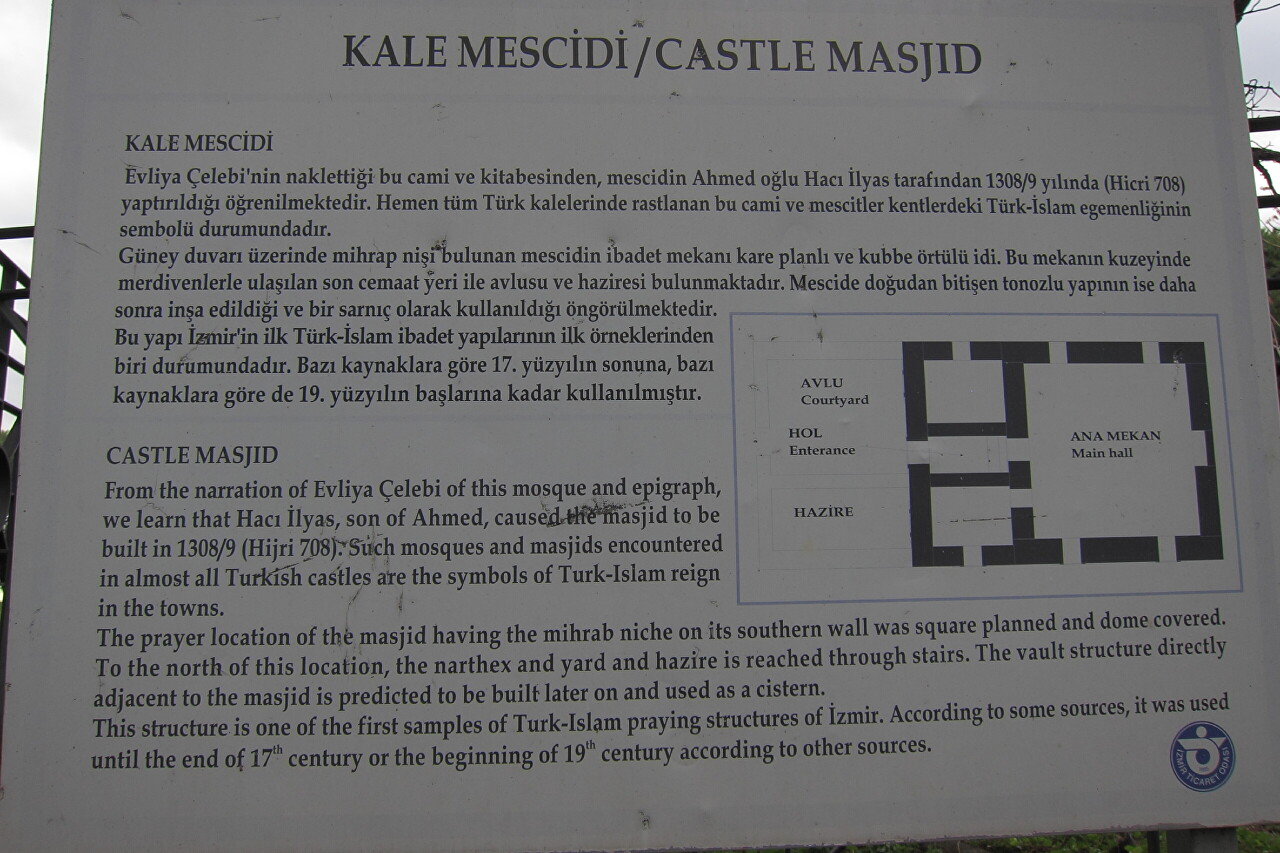 KALE MESCİDİ/CASTLE MASJID
KALE MESCİDİ
Evliya Çelebi'nin naklettiği bu cami ve kitabesinden, mescidin Ahmed oğlu Hacı İlyas tarafından 1308/9 yılında (Hicri 708)
yaptırıldığı öğrenilmektedir. Hemen tüm Türk kalelerinde rastlanan bu cami ve mescitler kentlerdeki Türk-İslam egemenliğinin
sembolü durumundadır.
Güney duvarı üzerinde mihrap nişi bulunan mescidin ibadet mekanı kare planlı ve kubbe örtülü idi. Bu mekanın kuzeyinde
merdivenlerle ulaşılan son cemaat yeri ile avlusu ve haziresi bulunmaktadır. Mescide doğudan bitişen tonozlu yapının ise daha
sonra inşa edildiği ve bir sarnıç olarak kullanıldığı öngörülmektedir.
Bu yapı İzmir'in ilk Türk-İslam ibadet yapılarının ilk örneklerinden
biri durumundadır. Bazı kaynaklara göre 17. yüzyılın sonuna, bazı
kaynaklara göre de 19. yüzyılın başlarına kadar kullanılmıştır.
AVLU
Courtyard
HOL
Enterance
HAZİRE
ANA MEKAN
Main hall
CASTLE MASJID
From the narration of Evliya Çelebi of this mosque and epigraph,
we learn that Hacı İlyas, son of Ahmed, caused the masjid to be
built in 1308/9 (Hijri 708). Such mosques and masjids encountered
in almost all Turkish castles are the symbols of Turk-Islam reign
in the towns.
The prayer location of the masjid having the mihrab niche on its southern wall was square planned and dome covered.
To the north of this location, the narthex and yard and hazire is reached through stairs. The vault structure directly
adjacent to the masjid is predicted to be built later on and used as a cistern.
This structure is one of the first samples of Turk-Islam praying structures of İzmir. According to some sources, it was used
until the end of 17th century or the beginning of 19th century according to other sources.
İZMİR TİCARET ODASI